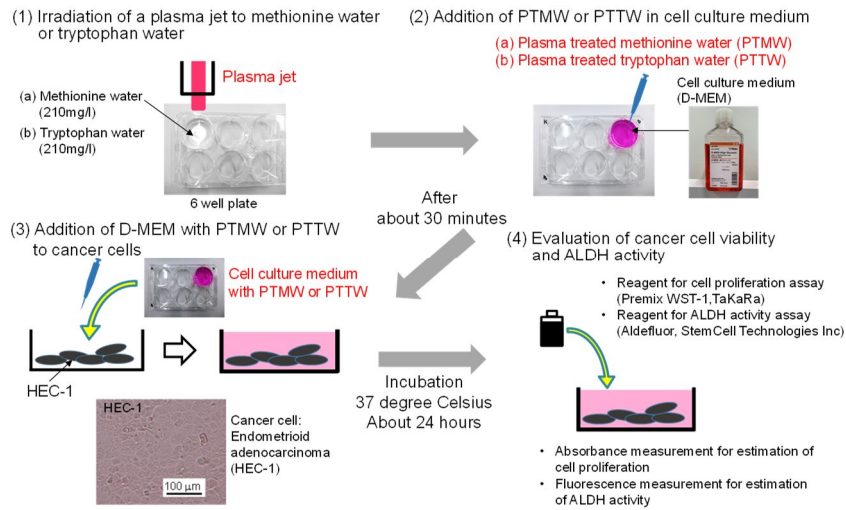 (1) Irradiation of a plasma jet to methionine water
or tryptophan water
Plasma jet
(a) Methionine water
(210mg/l)
(b) Tryptophan water
(210mg/l)
6 well plate
(2) Addition of PTMW or PTTW in cell culture medium
(a) Plasma treated methionine water (PTMW)
(b) Plasma treated tryptophan water (PTTW)
Cell culture medium
(D-MEM)
After
about 30 minutes
(3) Addition of D-MEM with PTMW or PTTW
to cancer cells
Cell culture medium
with PTMW or PTTW
HEC-1
HEC-1
100 μm
Cancer cell:
Endometrioid
adenocarcinoma
(HEC-1)
Incubation
37 degree Celsius
About 24 hours
(4) Evaluation of cancer cell viability
and ALDH activity
• Reagent for cell proliferation assay
(Premix WST-1,TaKaRa)
• Reagent for ALDH activity assay
(Aldefluor, StemCell Technologies Inc)
• Absorbance measurement for estimation of
cell proliferation
• Fluorescence measurement for estimation
of ALDH activity